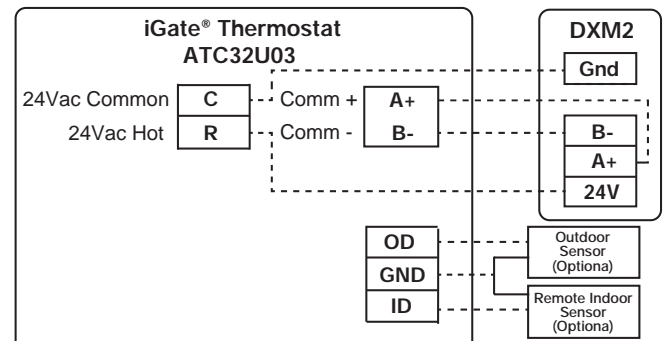 iGate® Thermostat
ATC32U03
DXM2
Gnd
24Vac Common
C
Comm +
A+
24Vac Hot
R
Comm -
B-
B-
A+
24V
OD
GND
ID
Outdoor
Sensor
(Optiona)
Remote Indoor
Sensor
(Optiona)